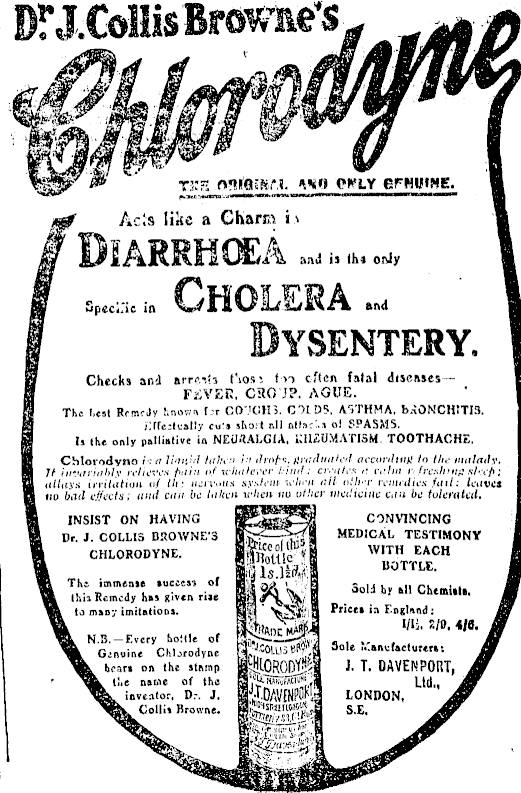 Dr. J. Collis Browne's
Chlorodyne
THE ORIGINAL AND ONLY GENUINE.
Acts like a Charm in
DIARRHŒA and is the only
Specific in CHOLERA and
DYSENTERY.
Checks and arrests those too often fatal diseases—
FEVER, CROUP, AGUE.
The best Remedy known for COUGHS, COLDS, ASTHMA, BRONCHITIS.
Effectually cuts short all attacks of SPASMS.
Is the only palliative in NEURALGIA, RHEUMATISM, TOOTHACHE.
Chlorodyne is a liquid taken in drops, graduated according to the malady.
It invariably relieves pain of whatever kind; creates a calm refreshing sleep;
allays irritation of the nervous system when all other remedies fail; leaves
no bad effects; and can be taken when no other medicine can be tolerated.
INSIST ON HAVING
Dr. J. COLLIS BROWNE'S
CHLORODYNE.
The immense success of
this Remedy has given rise
to many imitations.
N.B.—Every bottle of
Genuine Chlorodyne
bears on the stamp
the name of the
inventor, Dr. J.
Collis Browne.
Price of this
Bottle
1s. 1½d.
TRADE MARK
DR J. COLLIS BROWN
CHLORODYNE
SOLE MANUFACTURE
J.T. DAVENPORT
CONVINCING
MEDICAL TESTIMONY
WITH EACH
BOTTLE.
Sold by all Chemists.
Prices in England:
1/1½, 2/9, 4/6.
Sole Manufacturers:
J. T. DAVENPORT,
Ltd.,
LONDON,
S.E.